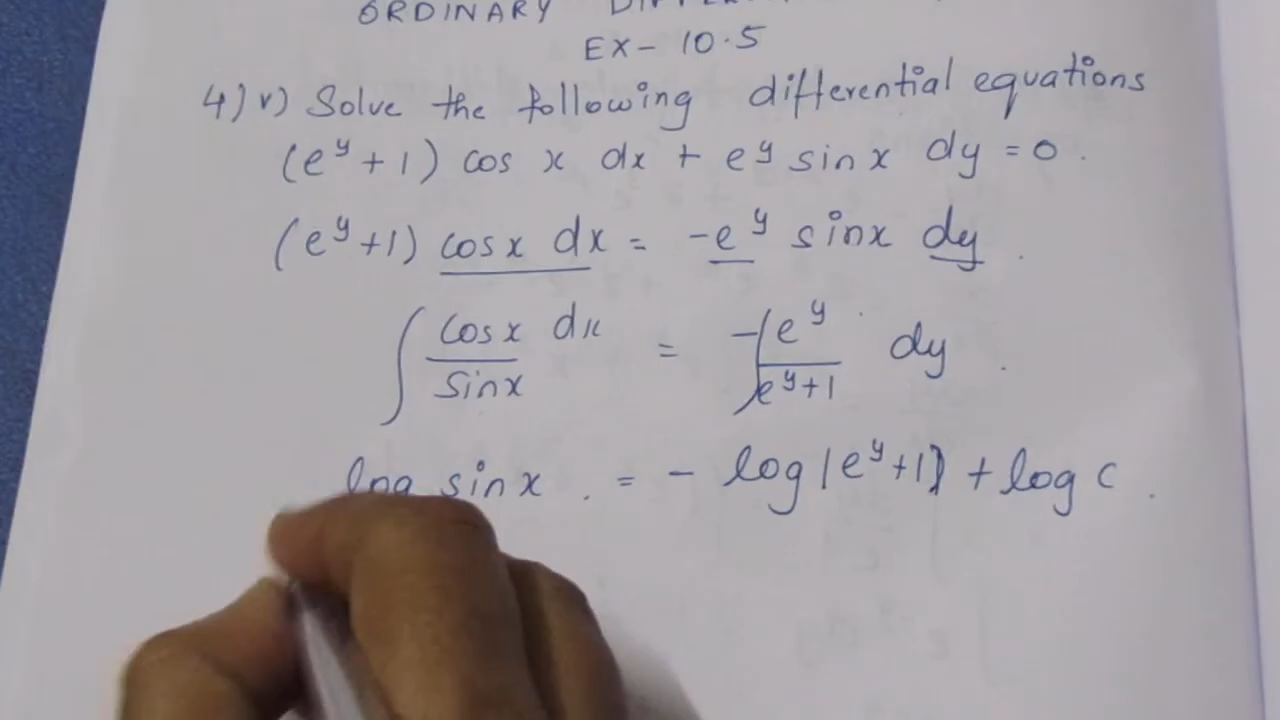 ORDINARY
EX- 10.5
4) v) Solve the following differential equations
(e^y + 1) cos x dx + e^y sin x dy = 0.
(e^y + 1) cos x dx = -e^y sin x dy.
∫ cos x / sin x dx = -∫ e^y / e^y + 1 dy.
log sin x = - log |e^y + 1| + log c.